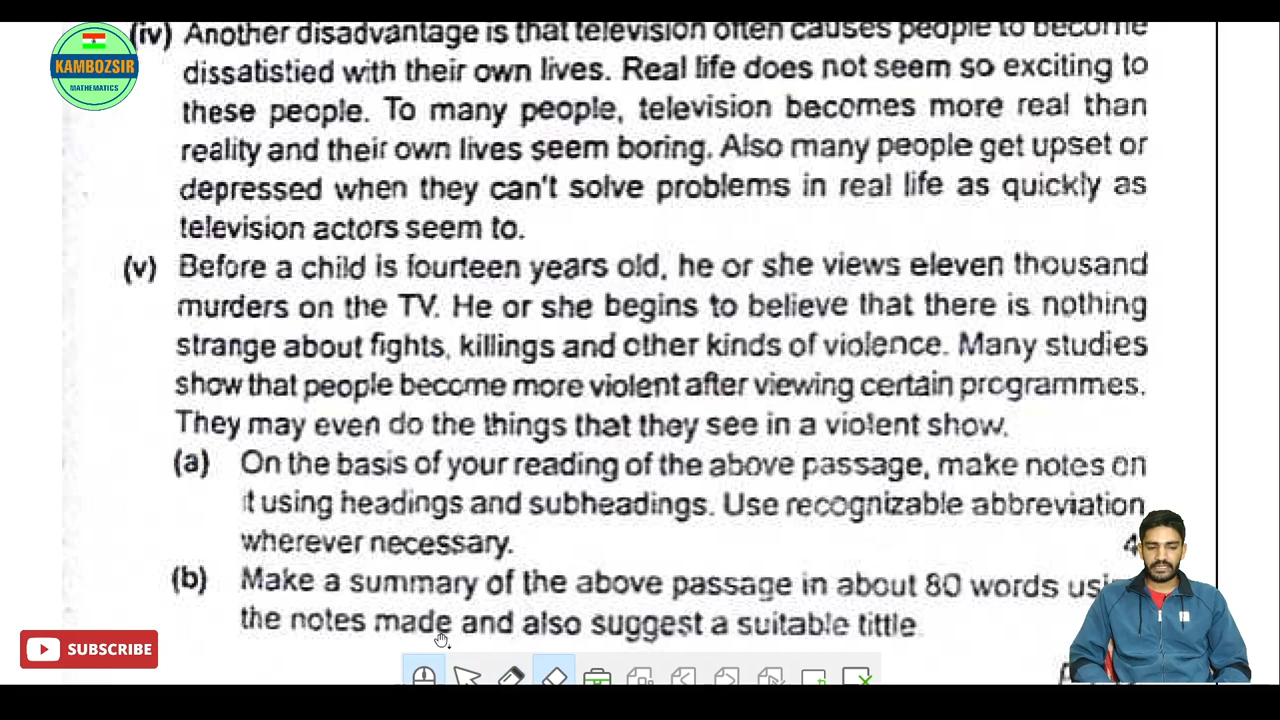 (iv) Another disadvantage is that television often causes people to become
dissatistied with their own lives. Real life does not seem so exciting to
these people. To many people, television becomes more real than
reality and their own lives seem boring. Also many people get upset or
depressed when they can't solve problems in real life as quickly as
television actors seem to.
(v) Before a child is fourteen years old, he or she views eleven thousand
murders on the TV. He or she begins to believe that there is nothing
strange about fights, killings and other kinds of violence. Many studies
show that people become more violent after viewing certain programmes.
They may even do the things that they see in a violent show.
(a) On the basis of your reading of the above passage, make notes on
it using headings and subheadings. Use recognizable abbreviation
wherever necessary. 4
(b) Make a summary of the above passage in about 80 words
the notes made and also suggest a suitable tittle.
KAMBOZSIR
MATHEMATICS
SUBSCRIBE